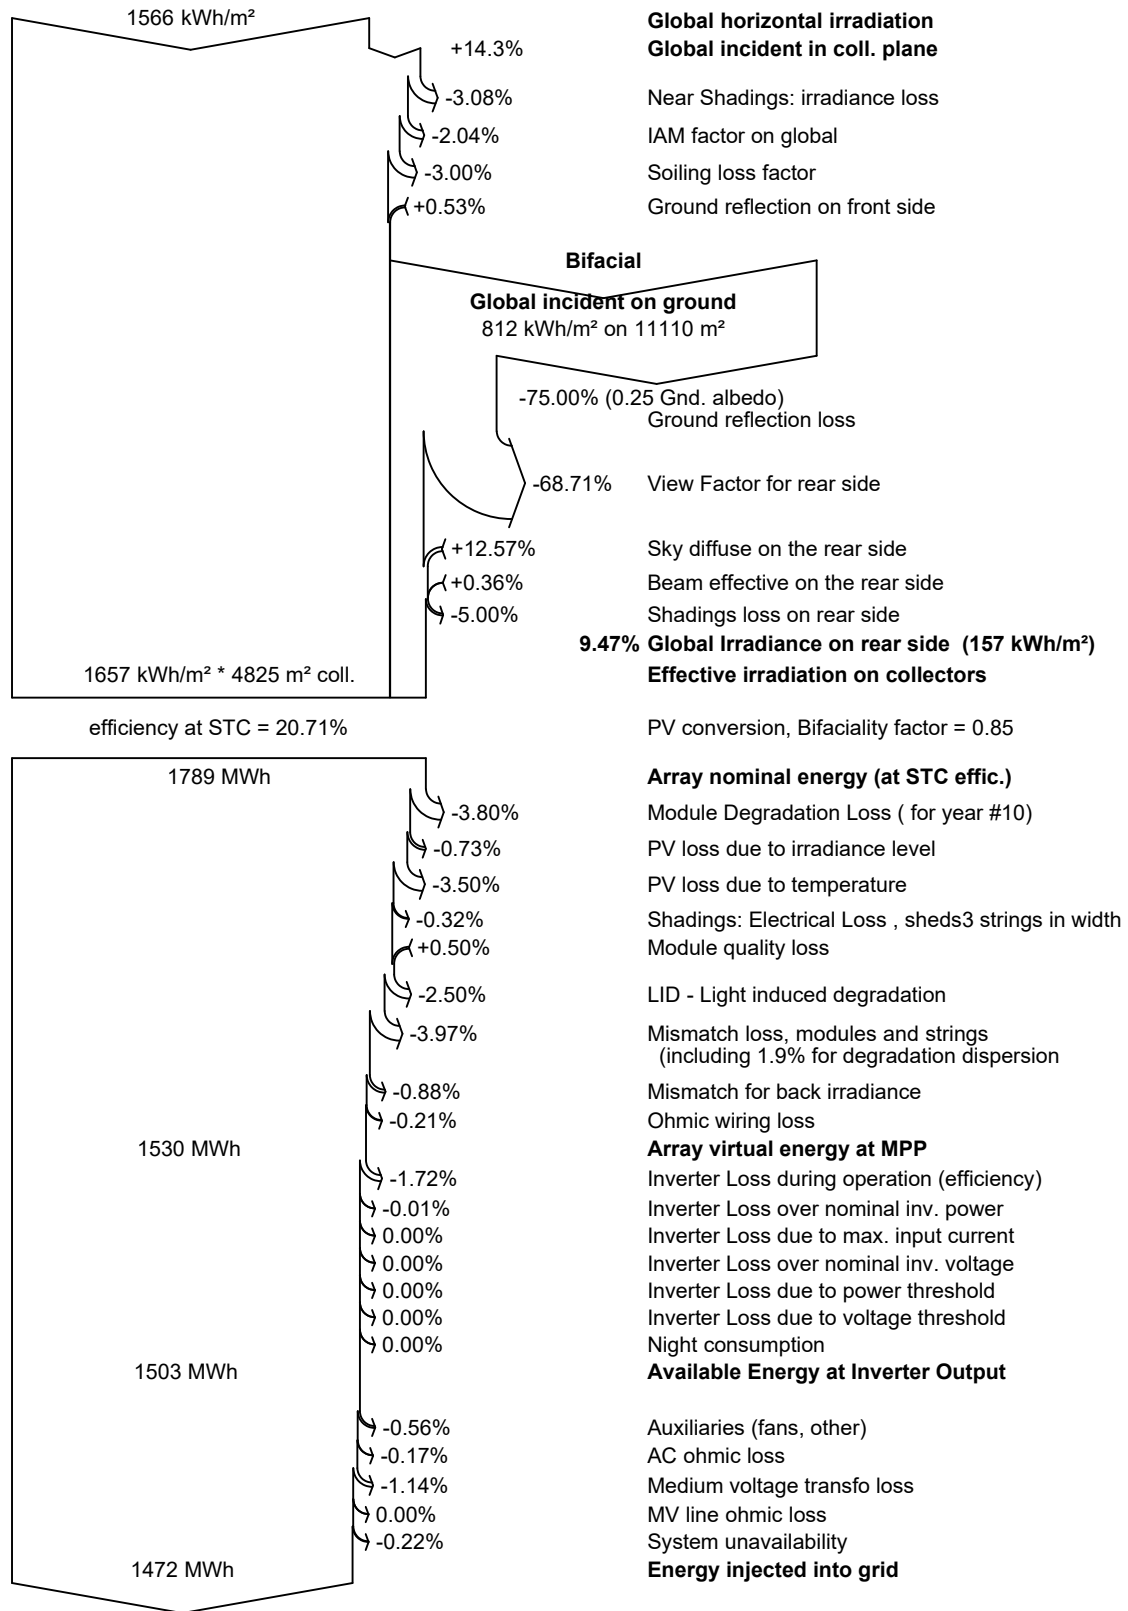 1566 kWh/m² Global horizontal irradiation
+14.3% Global incident in coll. plane
-3.08% Near Shadings: irradiance loss
-2.04% IAM factor on global
-3.00% Soiling loss factor
+0.53% Ground reflection on front side
Bifacial
Global incident on ground
812 kWh/m² on 11110 m²
-75.00% (0.25 Gnd. albedo)
Ground reflection loss
-68.71% View Factor for rear side
+12.57% Sky diffuse on the rear side
+0.36% Beam effective on the rear side
-5.00% Shadings loss on rear side
9.47% Global Irradiance on rear side (157 kWh/m²)
1657 kWh/m² * 4825 m² coll. Effective irradiation on collectors
efficiency at STC = 20.71% PV conversion, Bifaciality factor = 0.85
1789 MWh Array nominal energy (at STC effic.)
-3.80% Module Degradation Loss ( for year #10)
-0.73% PV loss due to irradiance level
-3.50% PV loss due to temperature
-0.32% Shadings: Electrical Loss , sheds3 strings in width
+0.50% Module quality loss
-2.50% LID - Light induced degradation
-3.97% Mismatch loss, modules and strings
(including 1.9% for degradation dispersion
-0.88% Mismatch for back irradiance
-0.21% Ohmic wiring loss
1530 MWh Array virtual energy at MPP
-1.72% Inverter Loss during operation (efficiency)
-0.01% Inverter Loss over nominal inv. power
0.00% Inverter Loss due to max. input current
0.00% Inverter Loss over nominal inv. voltage
0.00% Inverter Loss due to power threshold
0.00% Inverter Loss due to voltage threshold
0.00% Night consumption
1503 MWh Available Energy at Inverter Output
-0.56% Auxiliaries (fans, other)
-0.17% AC ohmic loss
-1.14% Medium voltage transfo loss
0.00% MV line ohmic loss
-0.22% System unavailability
1472 MWh Energy injected into grid